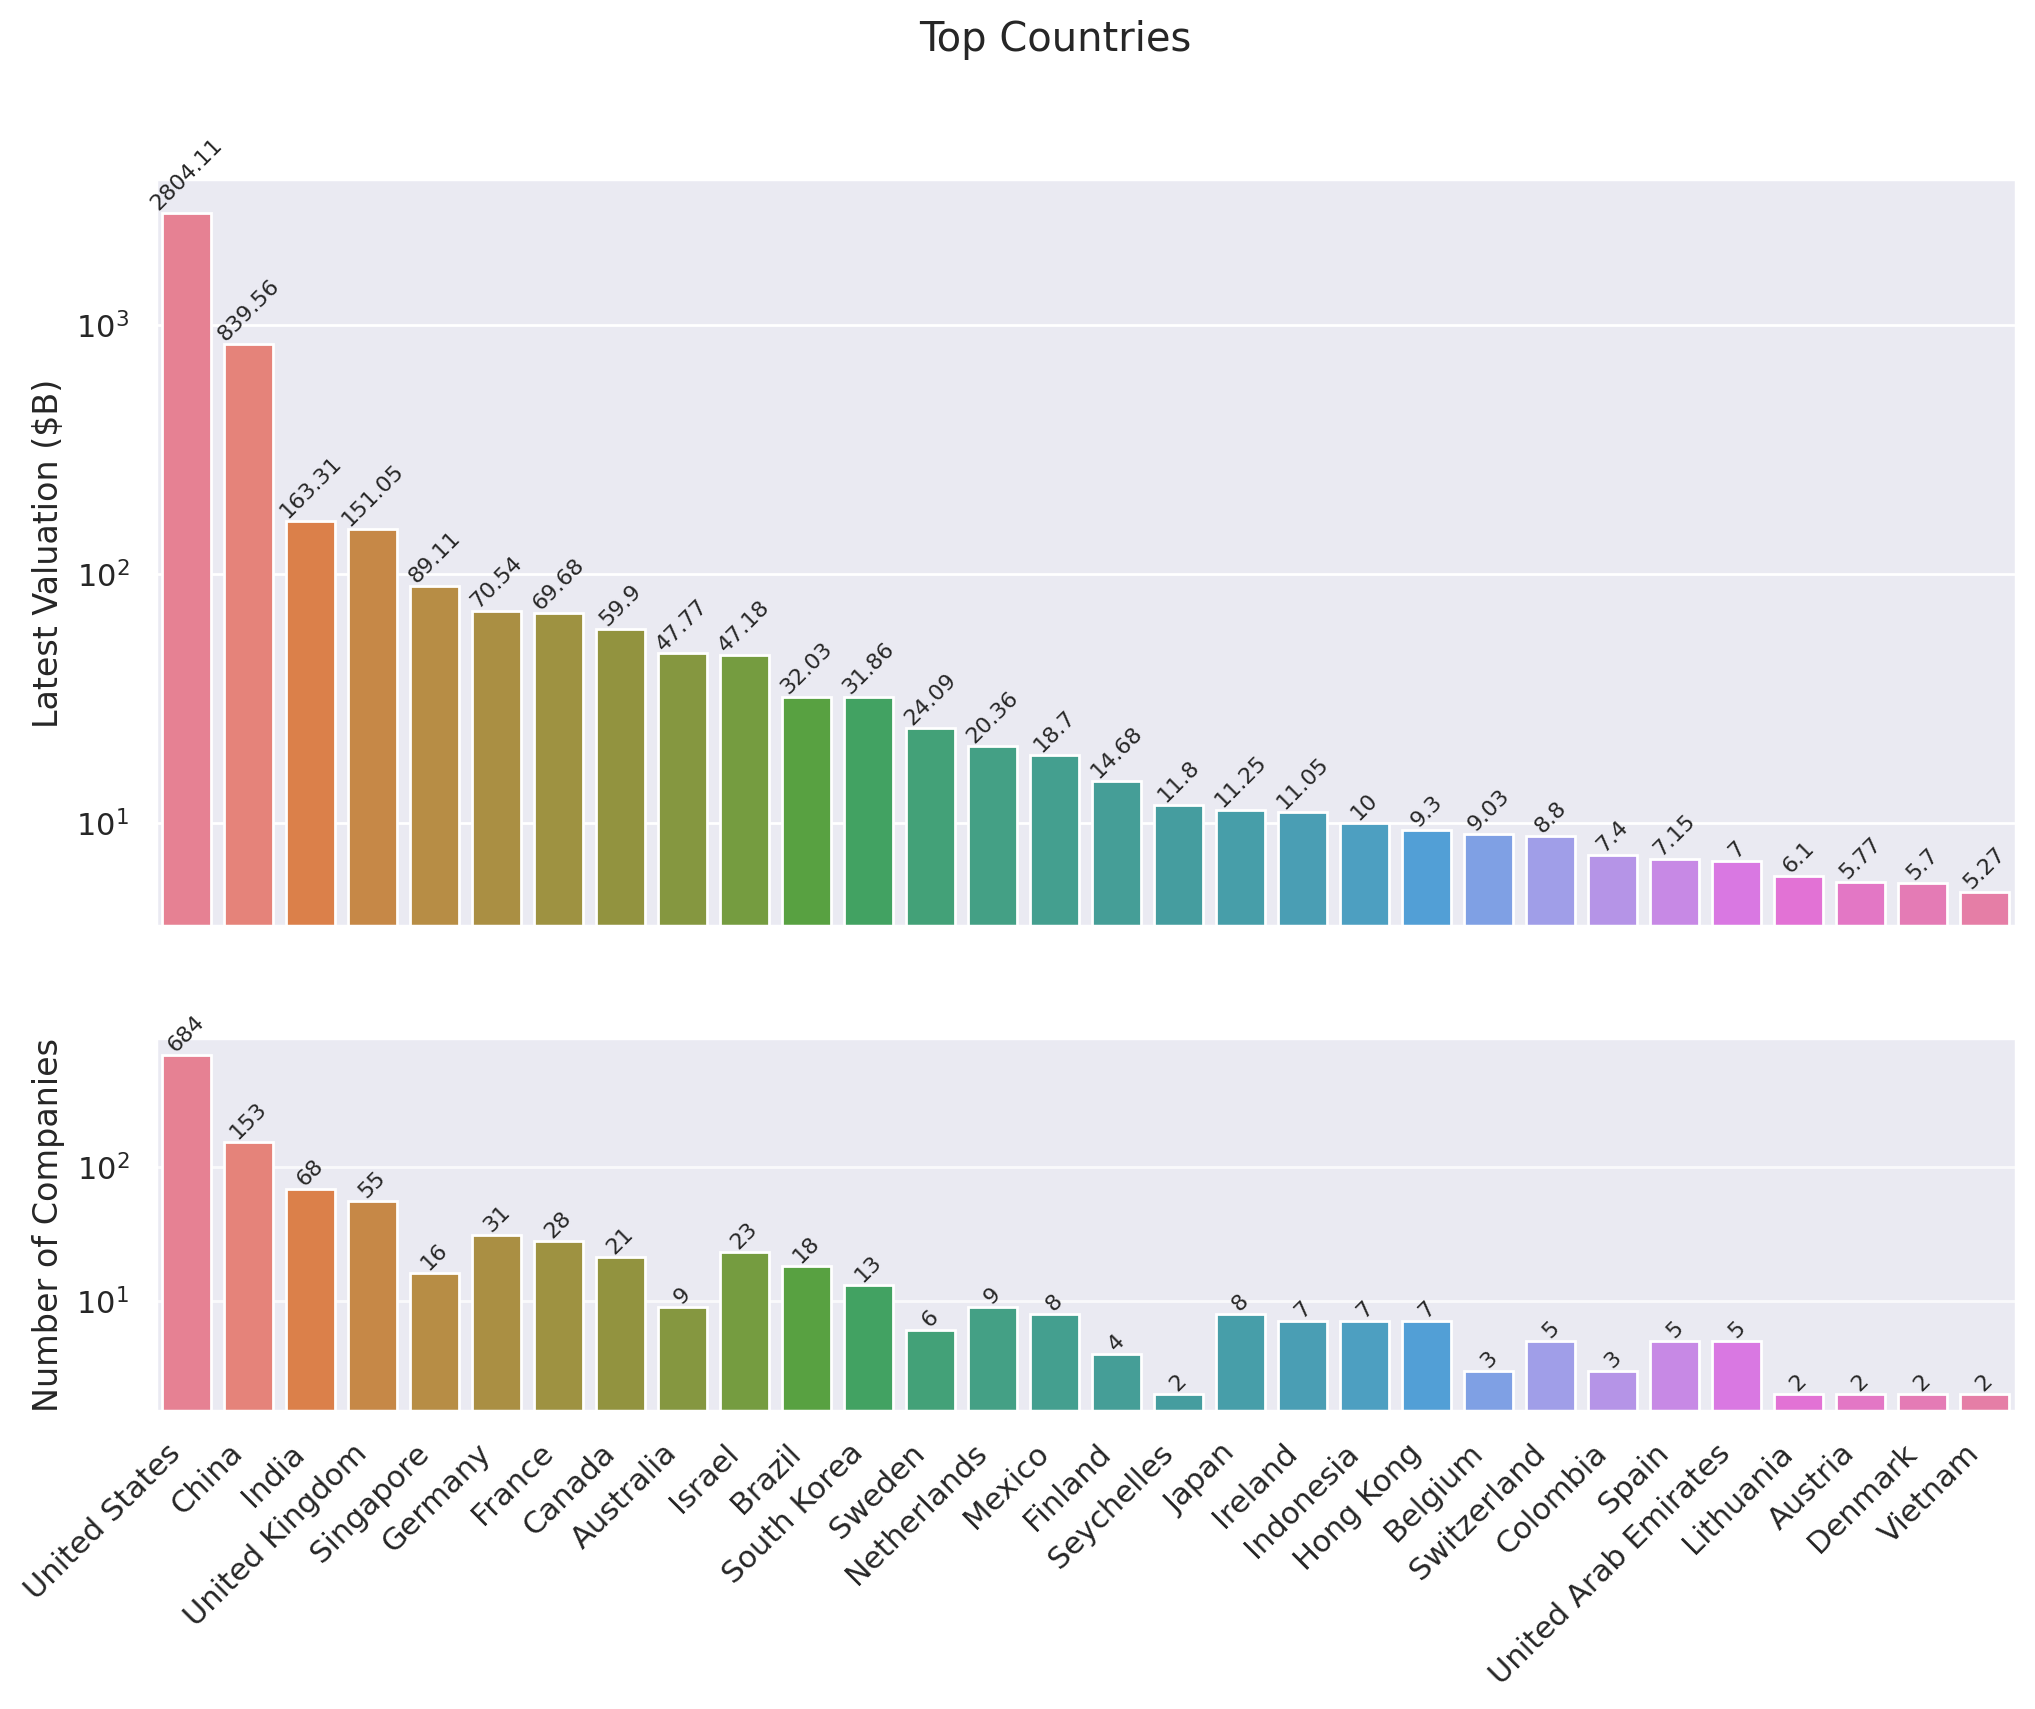 Top Countries
Latest Valuation ($B)
10³
10²
10¹
2804.11
839.56
163.31
151.05
89.11
70.54
69.68
59.9
47.77
47.18
32.03
31.86
24.09
20.36
18.7
14.68
11.8
11.25
11.05
10
9.3
9.03
8.8
7.4
7.15
7
6.1
5.77
5.7
5.27
Number of Companies
10²
10¹
684
153
68
55
16
31
28
21
9
23
18
13
6
9
8
4
2
8
7
7
7
3
5
3
5
5
2
2
2
2
United States
China
India
United Kingdom
Singapore
Germany
France
Canada
Australia
Israel
Brazil
South Korea
Sweden
Netherlands
Mexico
Finland
Seychelles
Japan
Ireland
Indonesia
Hong Kong
Belgium
Switzerland
Colombia
Spain
United Arab Emirates
Lithuania
Austria
Denmark
Vietnam